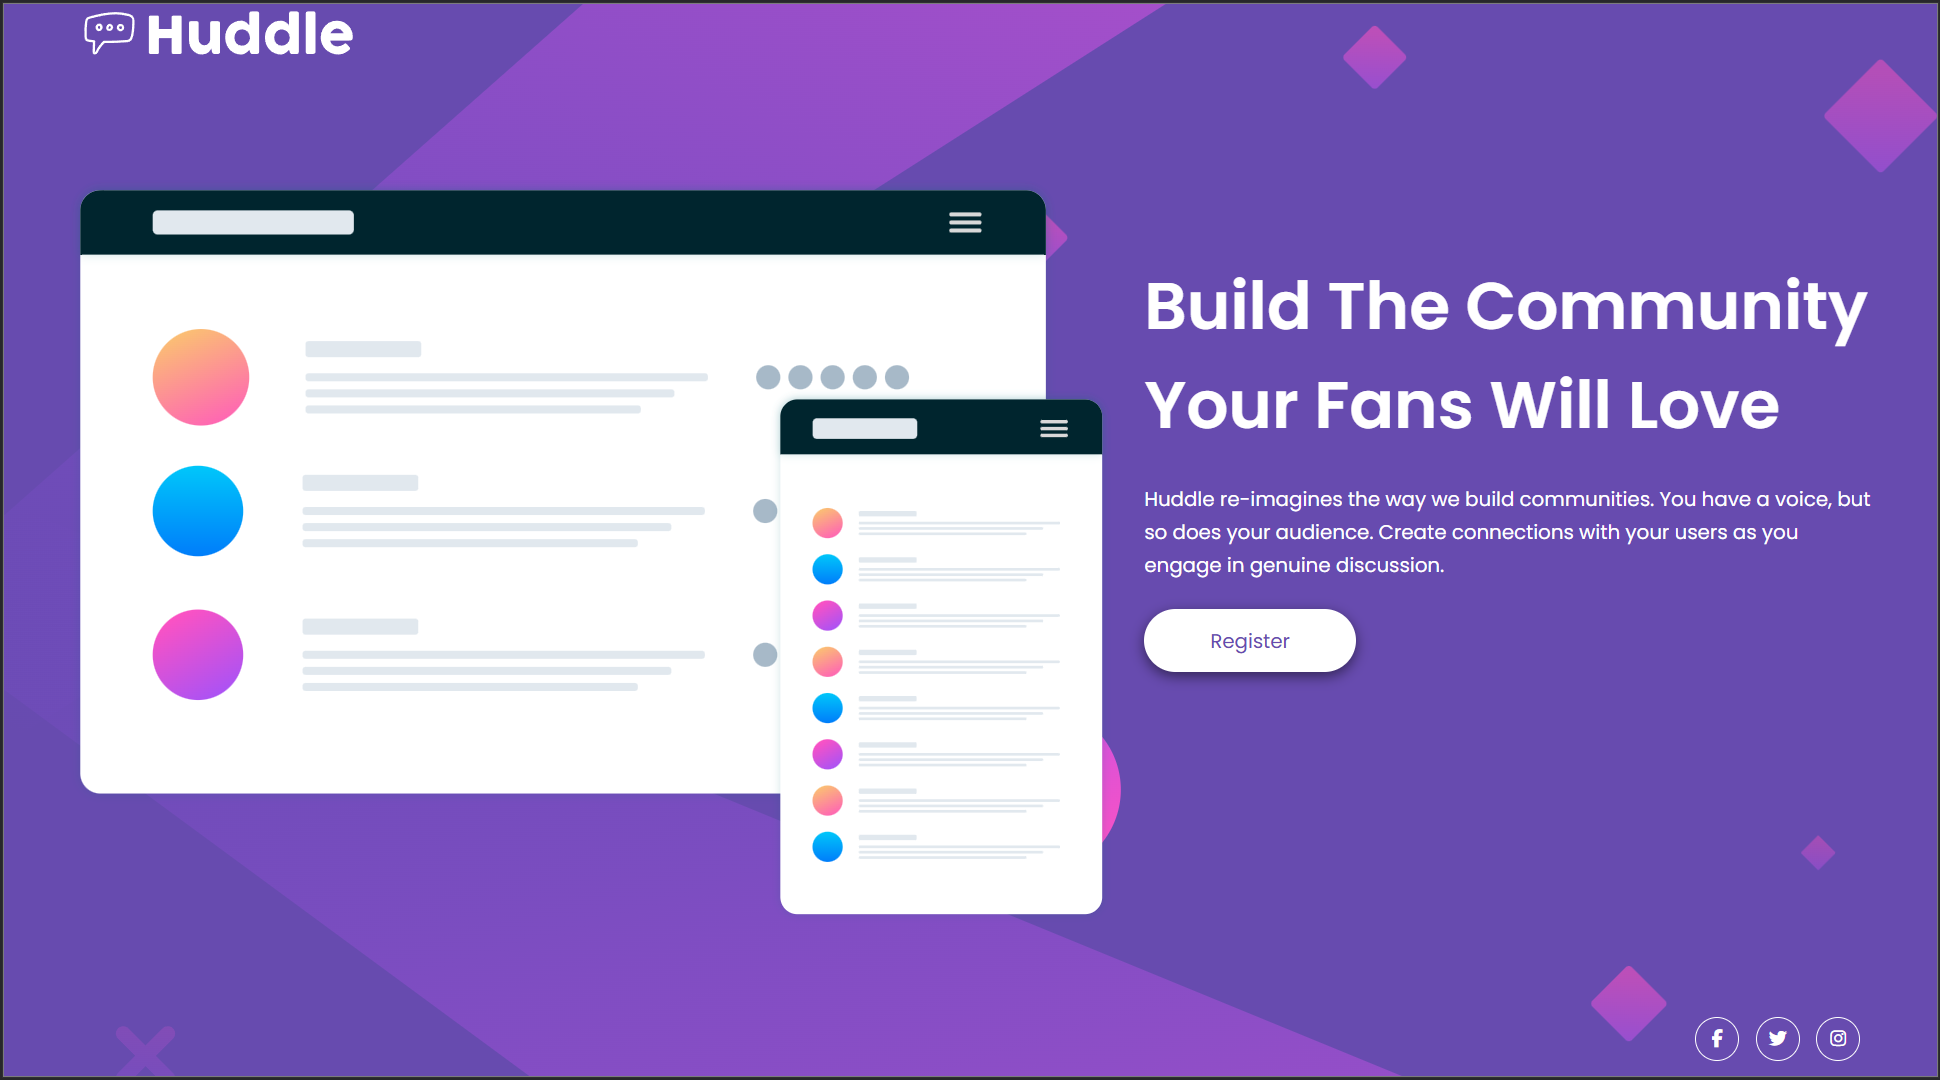 Huddle
Build The Community
Your Fans Will Love
Huddle re-imagines the way we build communities. You have a voice, but
so does your audience. Create connections with your users as you
engage in genuine discussion.
Register